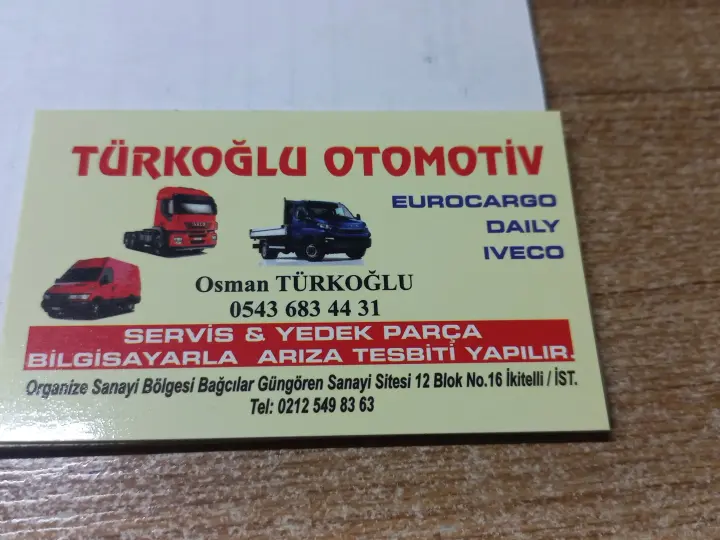 TÜRKOĞLU OTOMOTİV
EUROCARGO
DAILY
IVECO
Osman TÜRKOĞLU
0543 683 44 31
SERVİS & YEDEK PARÇA
BİLGİSAYARLA ARIZA TESBİTİ YAPILIR.
Organize Sanayi Bölgesi Bağcılar Güngören Sanayi Sitesi 12 Blok No.16 İkitelli / İST.
Tel: 0212 549 83 63